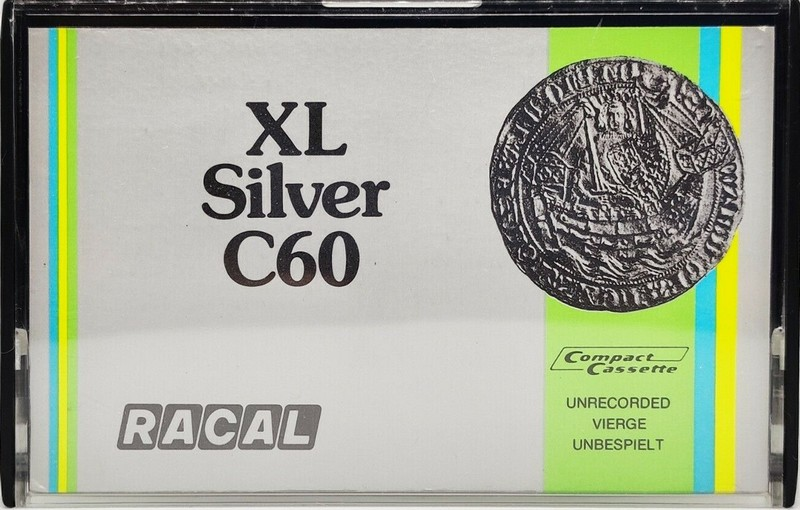 XL
Silver
C60
RACAL
Compact
Cassette
UNRECORDED
VIERGE
UNBESPIELT